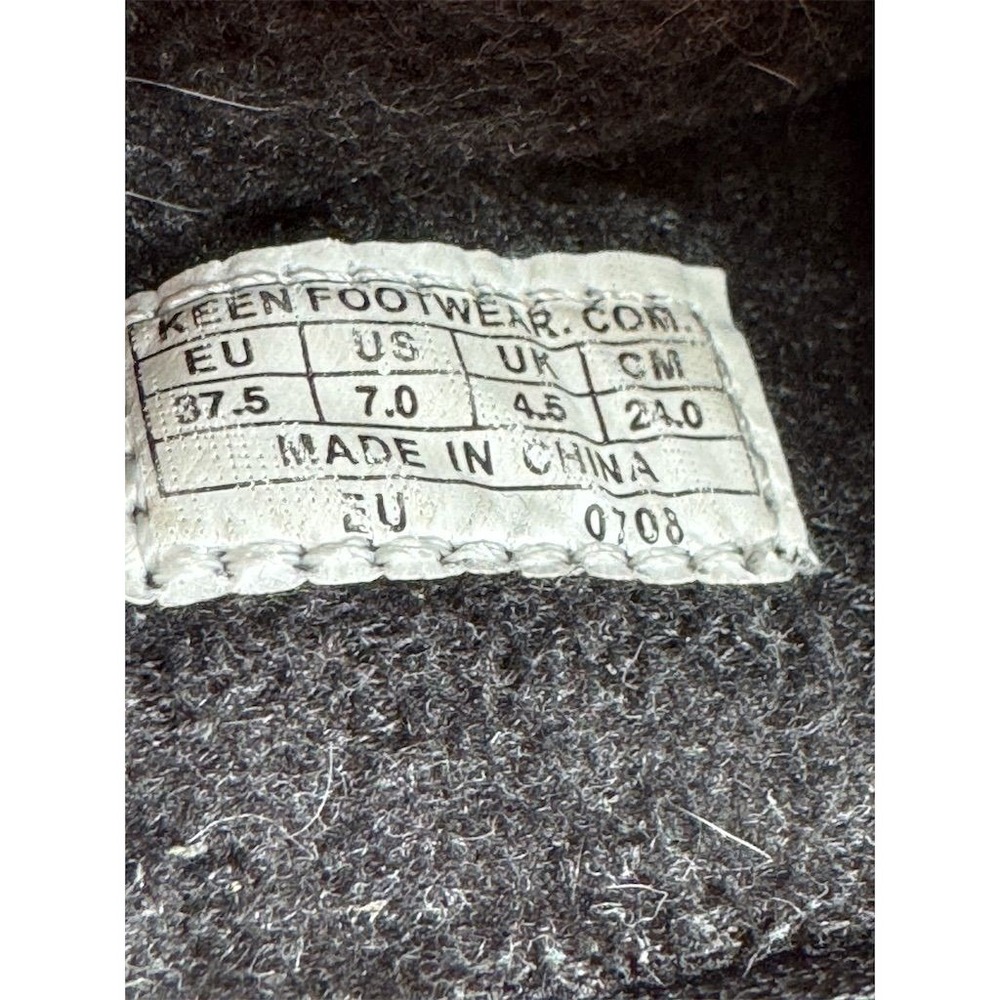 KEENFOOTWEAR.COM.
EU US UK CM
37.5 7.0 4.5 24.0
MADE IN CHINA
EU 0708